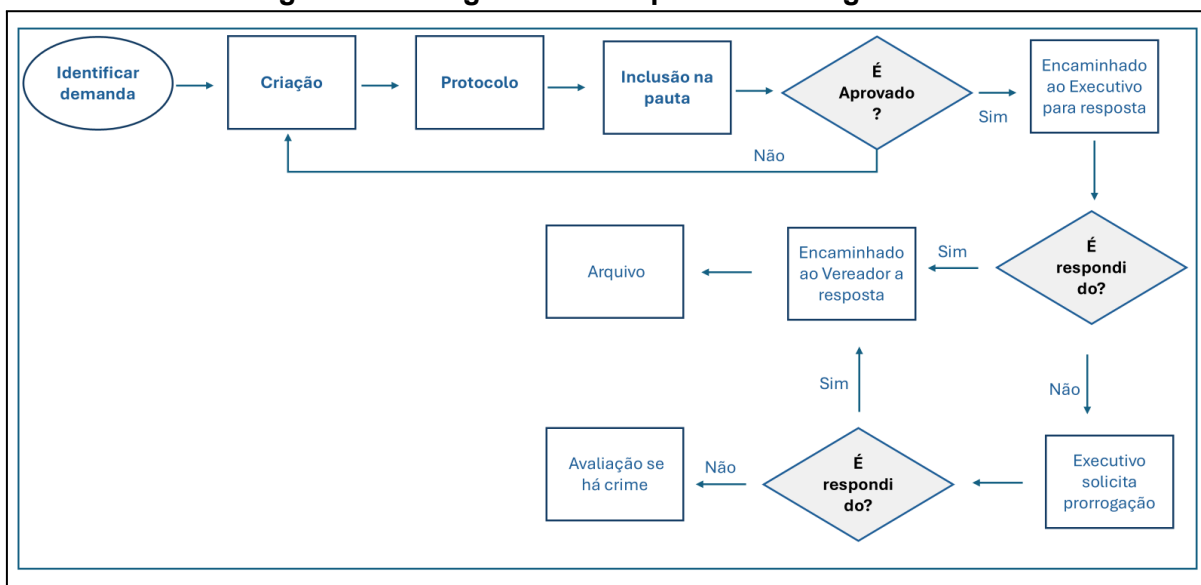 Identificar
demanda
Criação
Protocolo
Inclusão na
pauta
É
Aprovado
?
Sim
Encaminhado
ao Executivo
para resposta
Não
Arquivo
Encaminhado
ao Vereador a
resposta
Sim
É
respondi
do?
Sim
Não
Avaliação se
há crime
Não
É
respondi
do?
Executivo
solicita
prorrogação